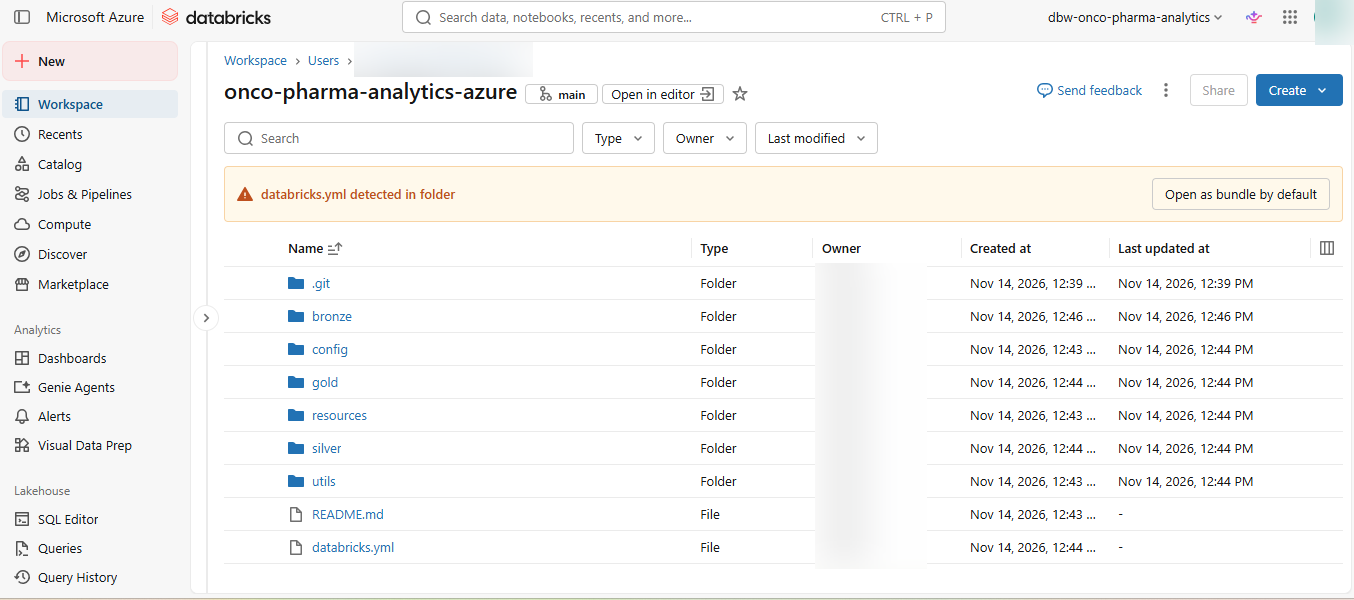 Microsoft Azure databricks Search data, notebooks, recents, and more... CTRL + P dbw-onco-pharma-analytics
New
Workspace
Recents
Catalog
Jobs & Pipelines
Compute
Discover
Marketplace
Analytics
Dashboards
Genie Agents
Alerts
Visual Data Prep
Lakehouse
SQL Editor
Queries
Query History
Workspace > Users >
onco-pharma-analytics-azure main Open in editor Send feedback Share Create
Search Type Owner Last modified
databricks.yml detected in folder Open as bundle by default
Name Type Owner Created at Last updated at
.git Folder Nov 14, 2026, 12:39 ... Nov 14, 2026, 12:39 PM
bronze Folder Nov 14, 2026, 12:46 ... Nov 14, 2026, 12:46 PM
config Folder Nov 14, 2026, 12:43 ... Nov 14, 2026, 12:44 PM
gold Folder Nov 14, 2026, 12:44 ... Nov 14, 2026, 12:44 PM
resources Folder Nov 14, 2026, 12:43 ... Nov 14, 2026, 12:44 PM
silver Folder Nov 14, 2026, 12:44 ... Nov 14, 2026, 12:44 PM
utils Folder Nov 14, 2026, 12:43 ... Nov 14, 2026, 12:44 PM
README.md File Nov 14, 2026, 12:43 ... -
databricks.yml File Nov 14, 2026, 12:44 ... -